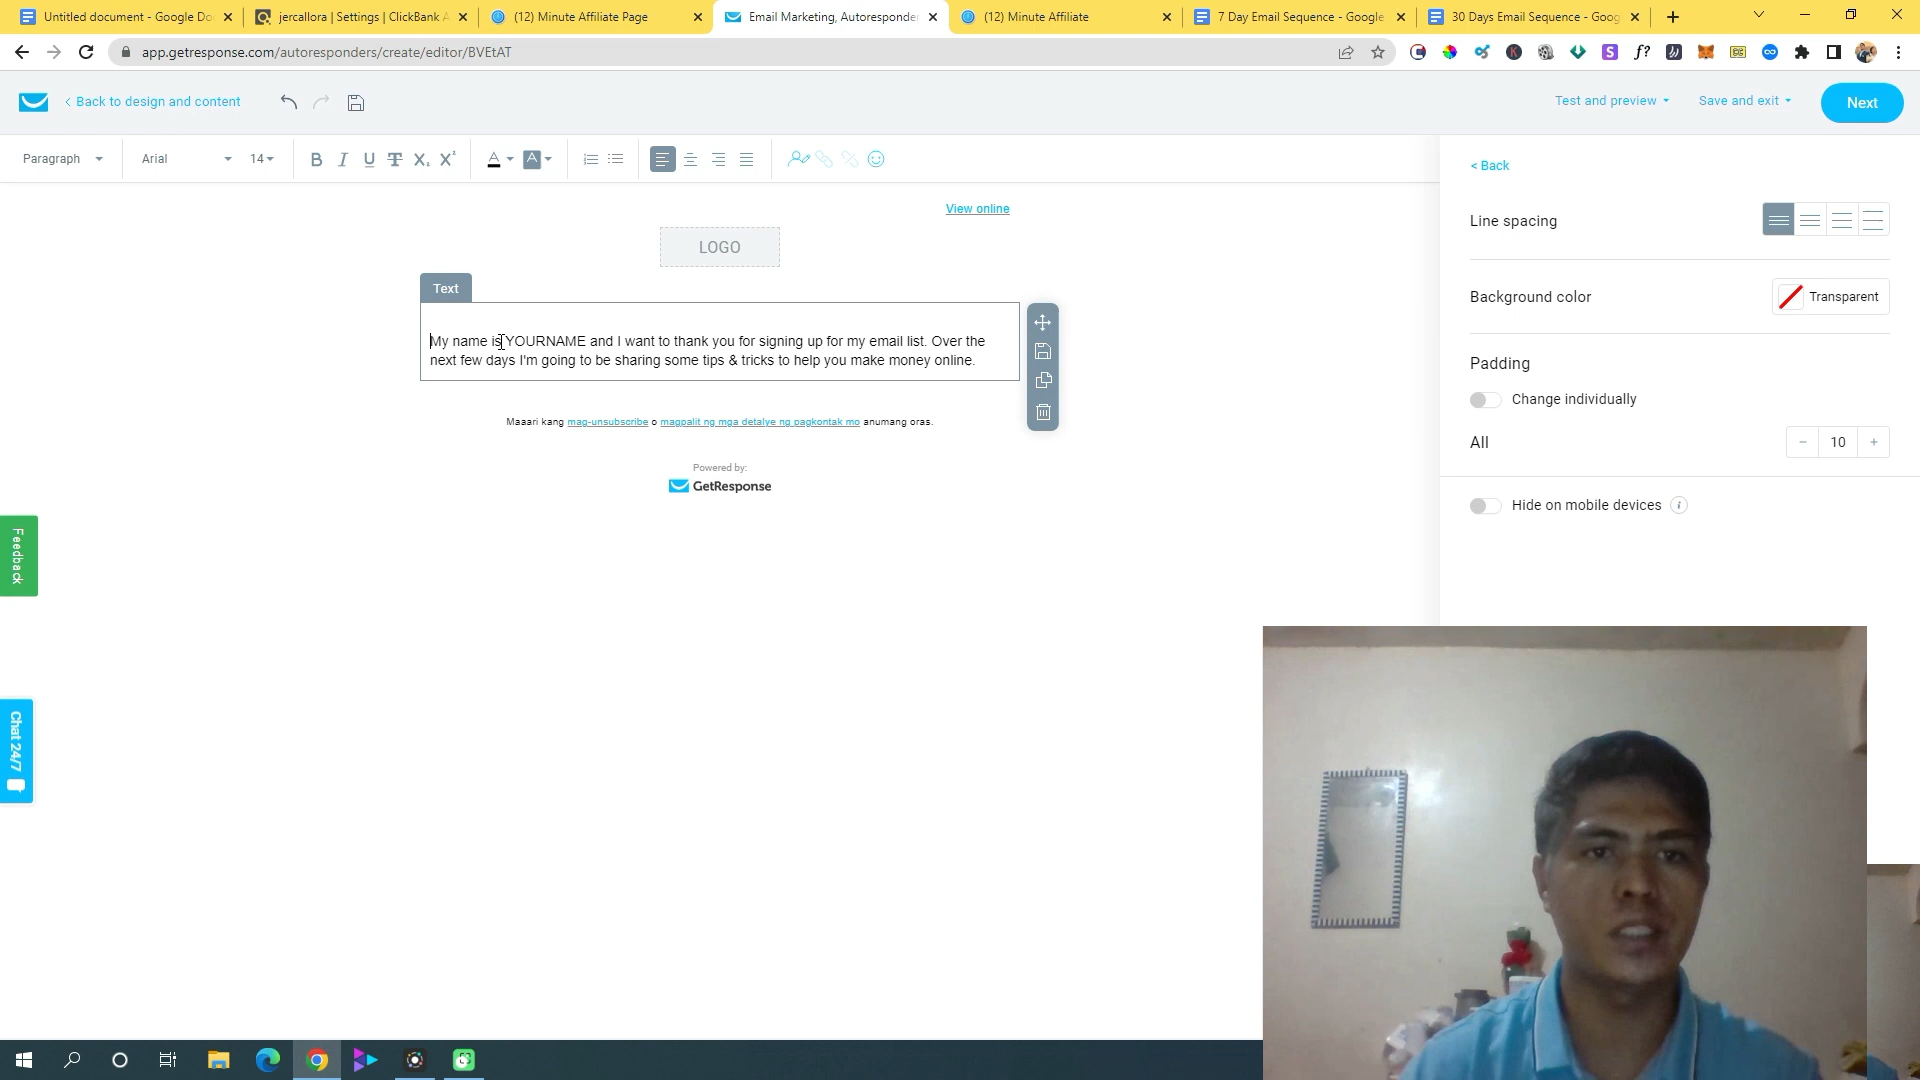 Untitled document - Google Do
jercallora | Settings | ClickBank A
(12) Minute Affiliate Page
Email Marketing, Autoresponder
(12) Minute Affiliate
7 Day Email Sequence - Google
30 Days Email Sequence - Goog
app.getresponse.com/autoresponders/create/editor/BVEtAT
Back to design and content
Test and preview
Save and exit
Next
Paragraph
Arial
14
View online
LOGO
Text
My name is YOURNAME and I want to thank you for signing up for my email list. Over the
next few days I'm going to be sharing some tips & tricks to help you make money online.
Maaari kang mag-unsubscribe o magpalit ng mga detalye ng pagkontak mo anumang oras.
Powered by:
GetResponse
Feedback
Chat 24/7
< Back
Line spacing
Background color
Transparent
Padding
Change individually
All
10
Hide on mobile devices